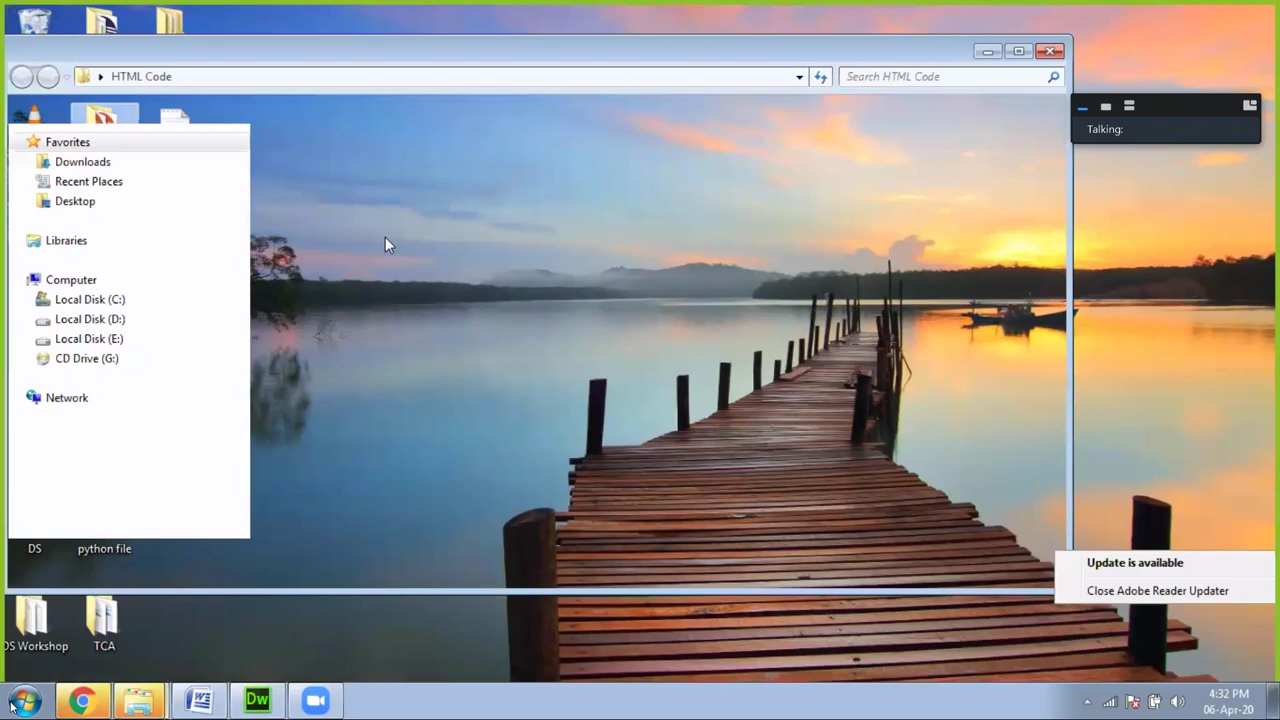 HTML Code
Search HTML Code
Talking:
Favorites
Downloads
Recent Places
Desktop
Libraries
Computer
Local Disk (C:)
Local Disk (D:)
Local Disk (E:)
CD Drive (G:)
Network
DS
python file
Update is available
Close Adobe Reader Updater
DS Workshop
TCA
W
Dw
4:32 PM
06-Apr-20